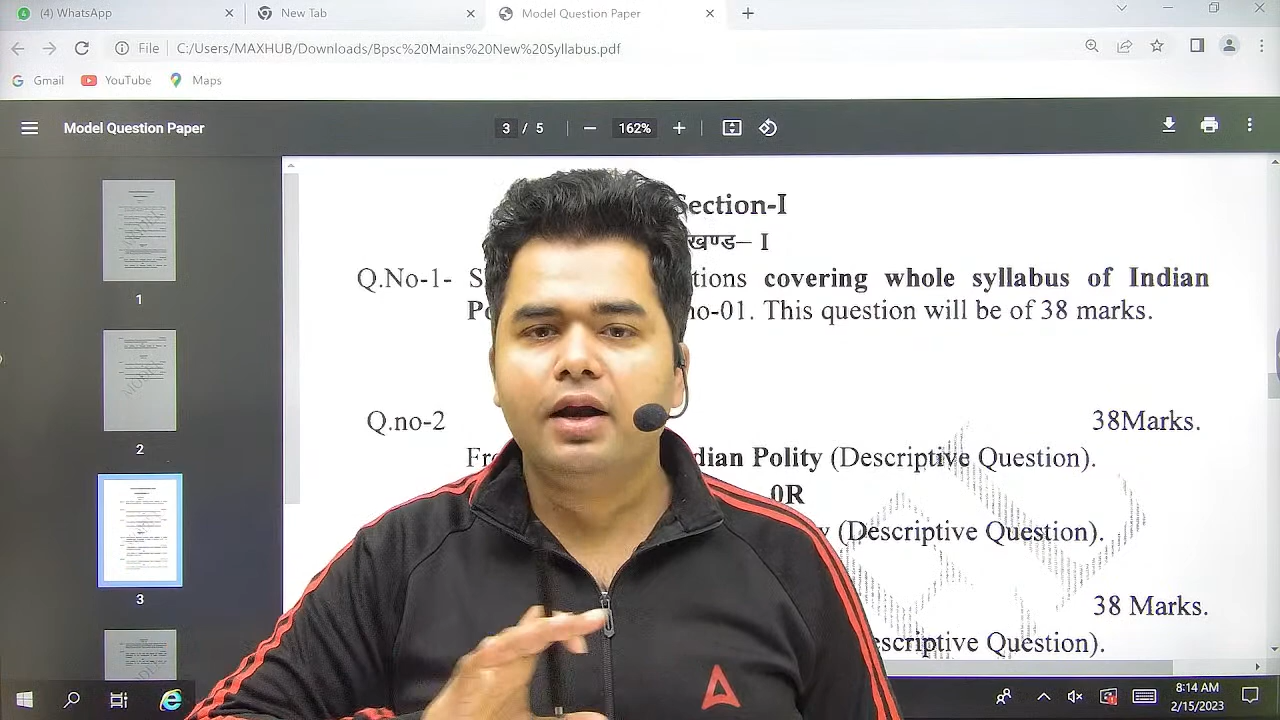 (4) WhatsApp
New Tab
Model Question Paper
File
C:/Users/MAXHUB/Downloads/Bpsc%20Mains%20New%20Syllabus.pdf
Gmail
YouTube
Maps
Model Question Paper
3 / 5
162%
1
2
3
Section-I
खण्ड– I
Q.No-1- S tions covering whole syllabus of Indian
Po no-01. This question will be of 38 marks.
Q.no-2 38Marks.
Fr dian Polity (Descriptive Question).
0R
y (Descriptive Question).
38 Marks.
escriptive Question).
8:14 AM
2/15/2023